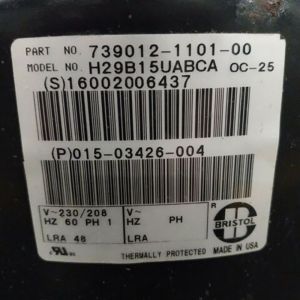 PART NO. 739012-1101-00
MODEL NO. H29B15UABCA OC-25
(S)16002006437
(P)015-03426-004
V~230/208 V~
HZ 60 PH 1 HZ PH
LRA 48 LRA
R
BRISTOL
THERMALLY PROTECTED MADE IN USA